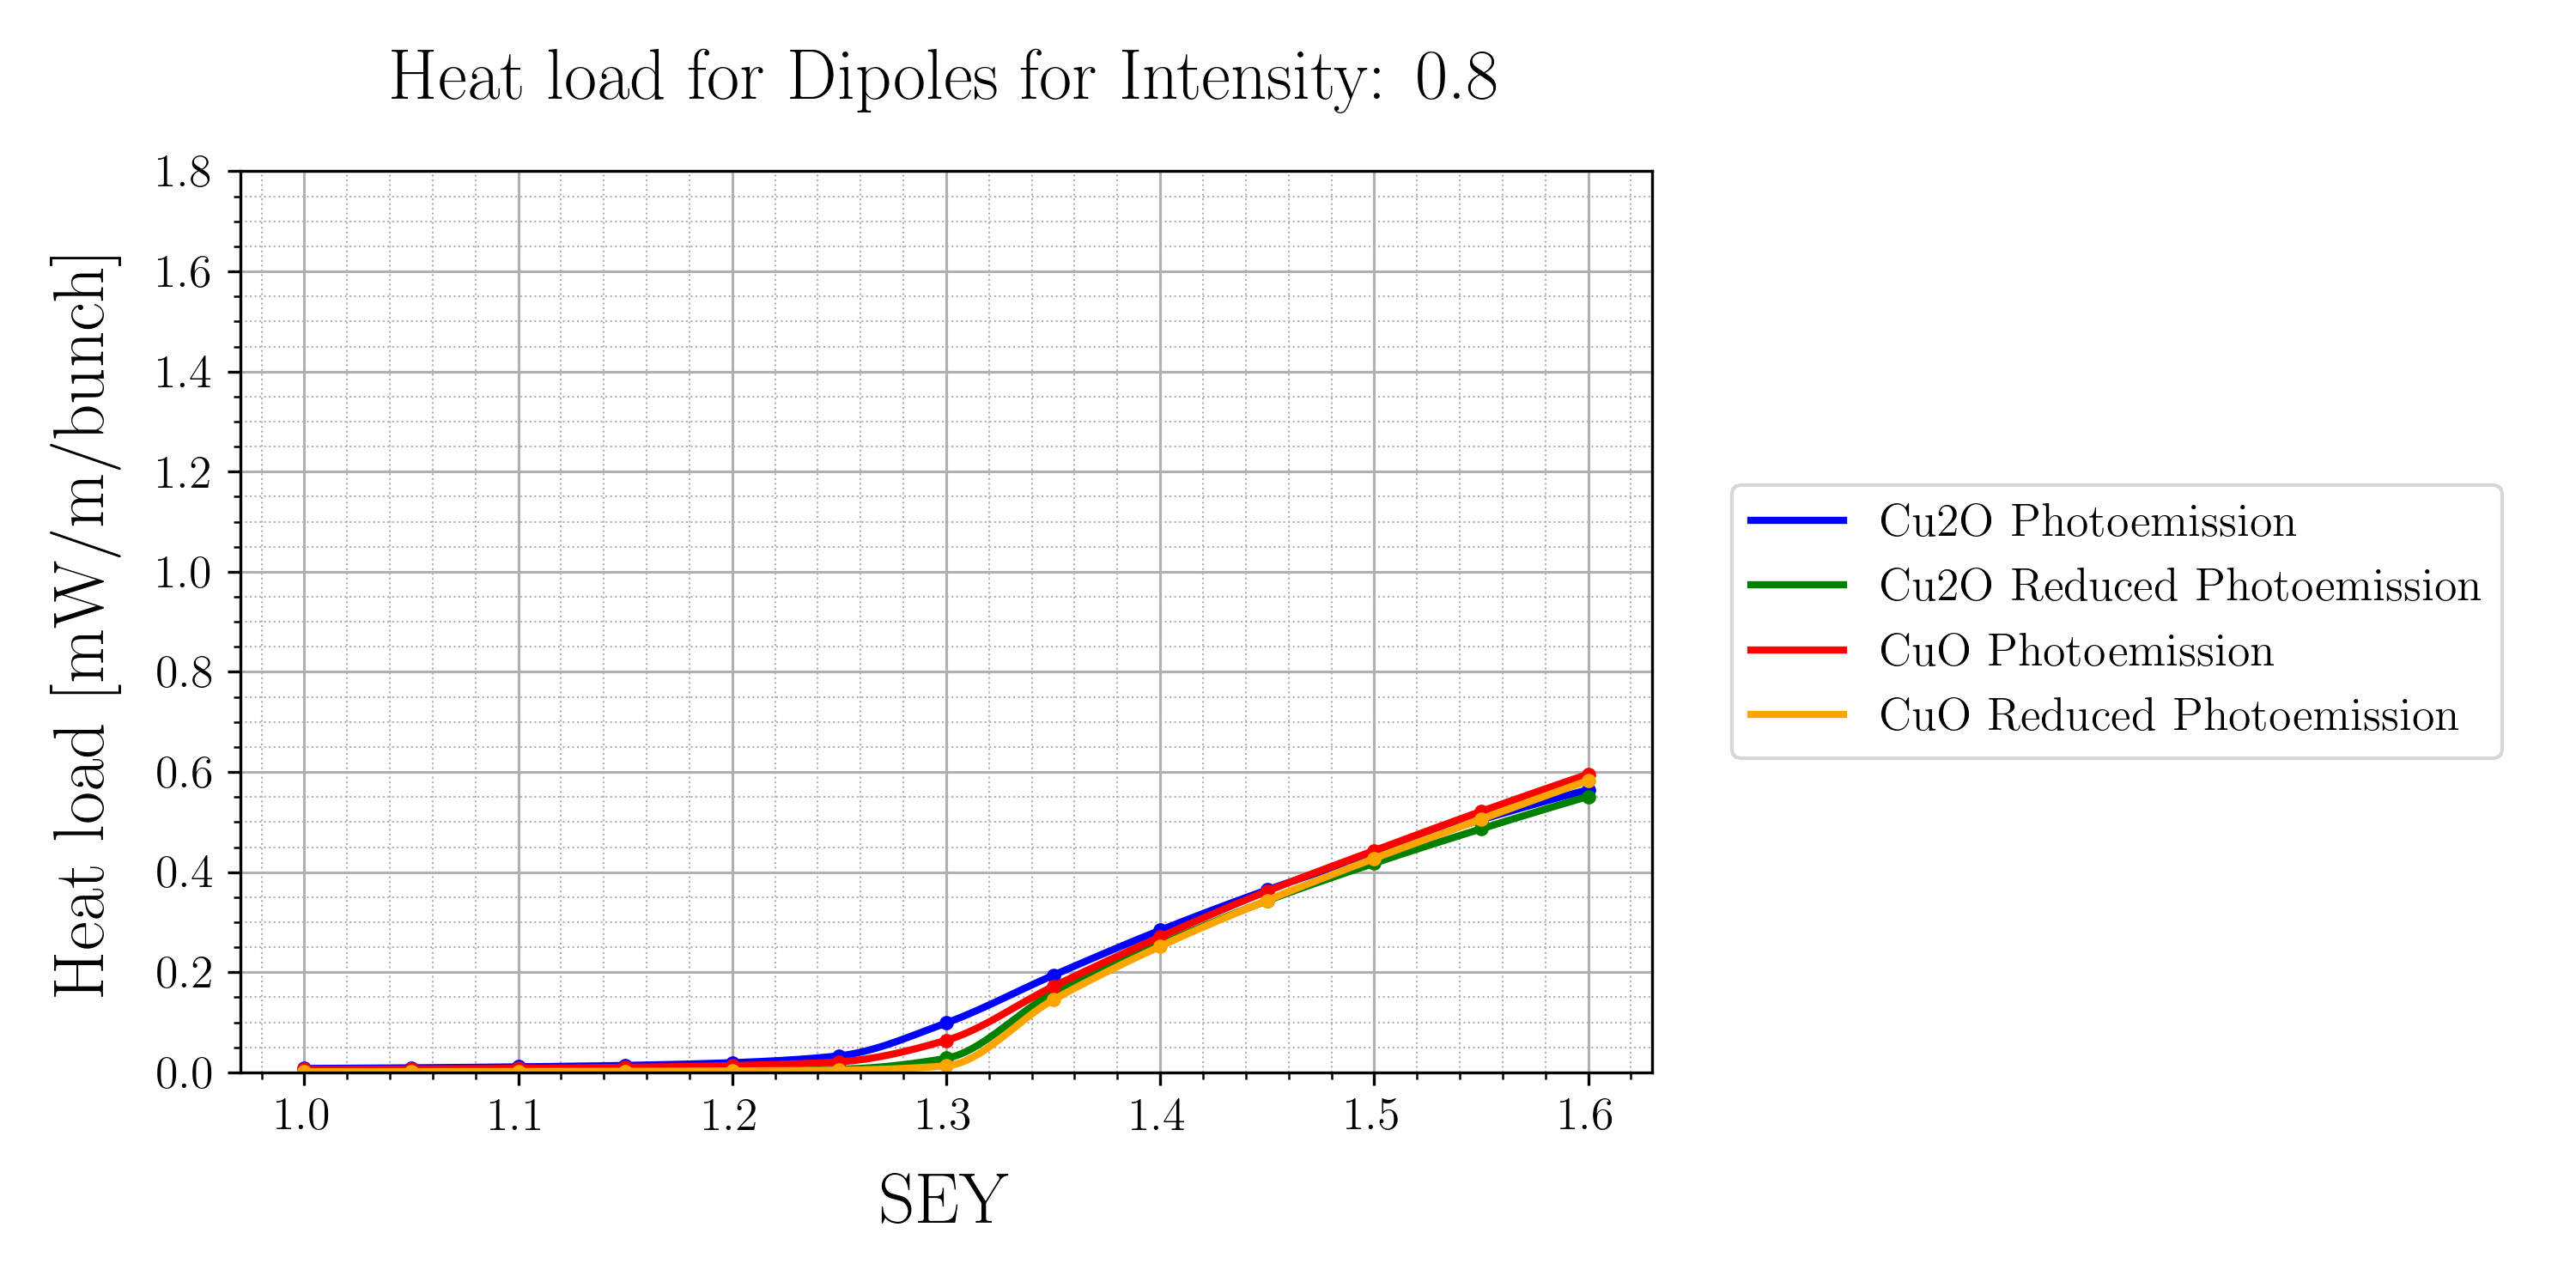 Heat load for Dipoles for Intensity: 0.8
Heat load [mW/m/bunch]
1.8
1.6
1.4
1.2
1.0
0.8
0.6
0.4
0.2
0.0
1.0 1.1 1.2 1.3 1.4 1.5 1.6
SEY
Cu2O Photoemission
Cu2O Reduced Photoemission
CuO Photoemission
CuO Reduced Photoemission